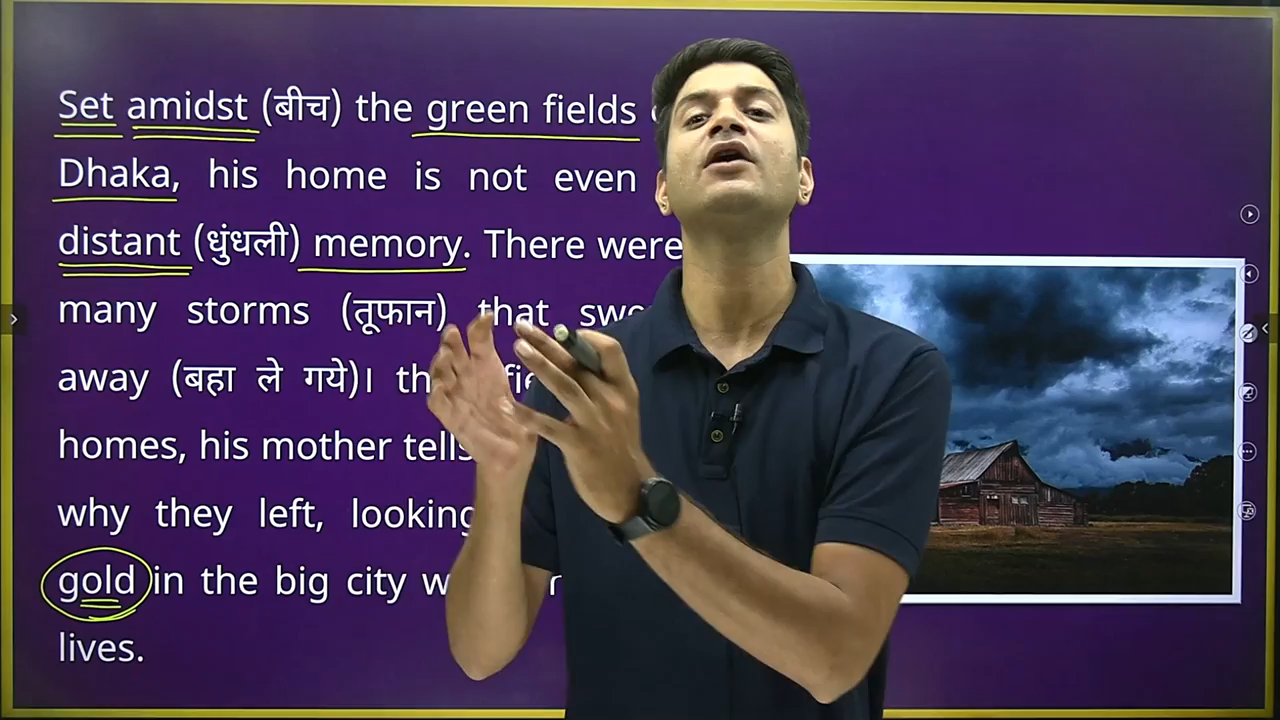 Set amidst (बीच) the green fields
Dhaka, his home is not even
distant (धुंधली) memory. There were
many storms (तूफान) that
away (बहा ले गये)।
homes, his mother tells
why they left, looking
gold in the big city
lives.